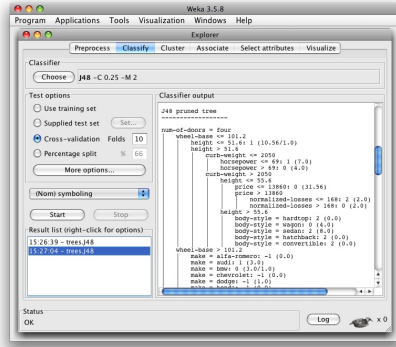 Weka 3.5.8
Program Applications Tools Visualization Windows Help
Explorer
Preprocess Classify Cluster Associate Select attributes Visualize
Classifier
Choose J48 -C 0.25 -M 2
Test options
Use training set
Supplied test set Set...
Cross-validation Folds 10
Percentage split % 66
More options...
(Nom) symboling
Start Stop
Result list (right-click for options)
15:26:39 - trees.J48
15:27:04 - trees.J48
Classifier output
J48 pruned tree
------------------
num-of-doors = four
| wheel-base <= 101.2
| | height <= 51.6: 1 (10.56/1.0)
| | height > 51.6
| | | curb-weight <= 2050
| | | | horsepower <= 69: 1 (7.0)
| | | | horsepower > 69: 0 (4.0)
| | | curb-weight > 2050
| | | | height <= 55.6
| | | | | price <= 13860: 0 (31.56)
| | | | | price > 13860
| | | | | | normalized-losses <= 168: 2 (2.0)
| | | | | | normalized-losses > 168: 0 (2.0)
| | | | height > 55.6
| | | | | body-style = hardtop: 2 (0.0)
| | | | | body-style = wagon: 0 (4.0)
| | | | | body-style = sedan: 2 (8.0)
| | | | | body-style = hatchback: 2 (0.0)
| | | | | body-style = convertible: 2 (0.0)
| wheel-base > 101.2
| | make = alfa-romero: -1 (0.0)
| | make = audi: 1 (3.0)
| | make = bmw: 0 (3.0/1.0)
| | make = chevrolet: -1 (0.0)
| | make = dodge: -1 (1.0)
Status
OK
Log x 0